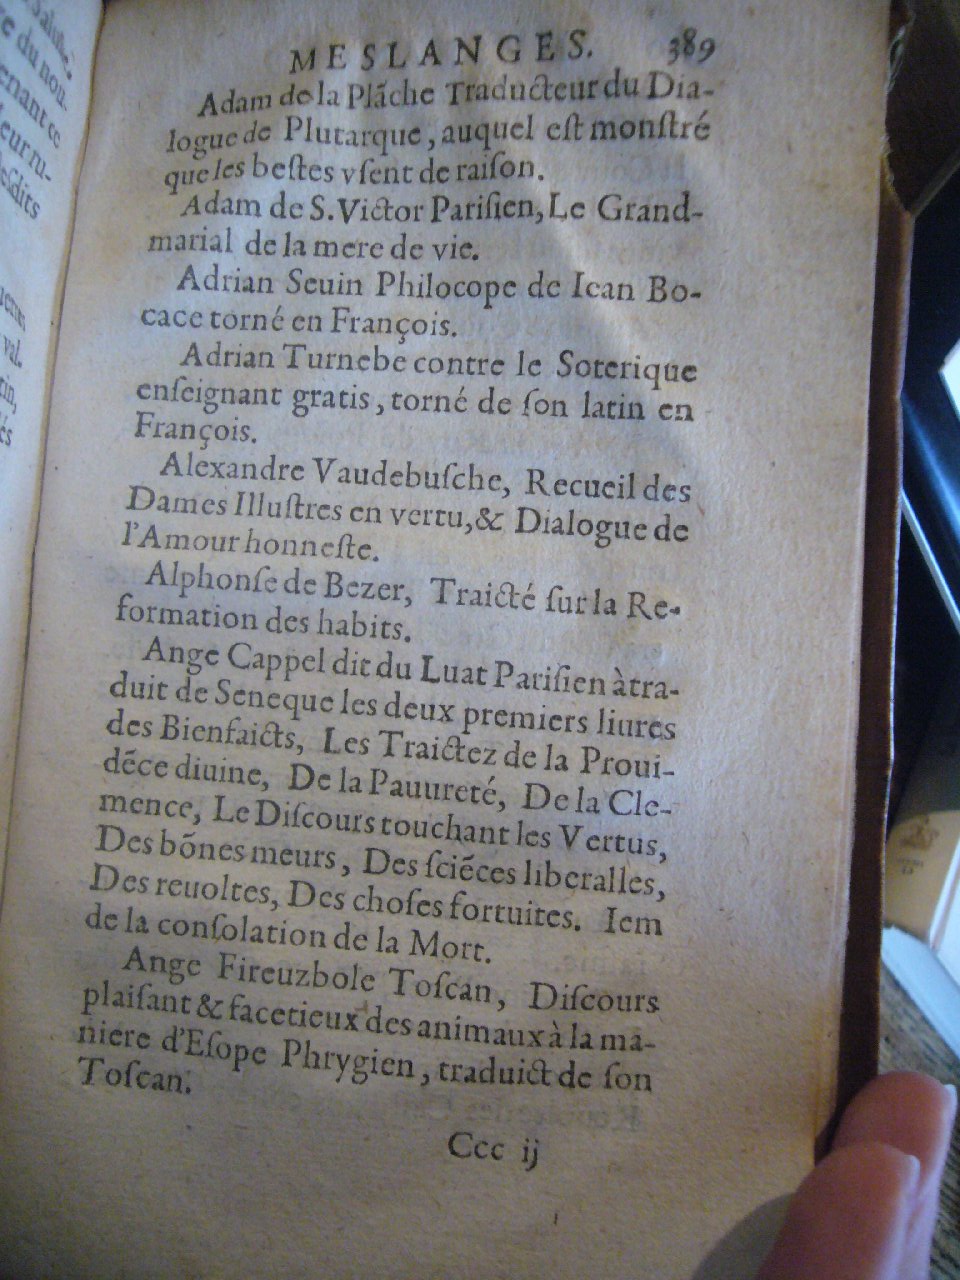 MESLANGES. 389
Adam de la Plãche Traducteur du Dia-
logue de Plutarque, auquel eſt monſtré
que les beſtes vſent de raiſon.
Adam de S. Victor Pariſien, Le Grand-
marial de la mere de vie.
Adrian Seuin Philocope de Iean Bo-
cace torné en François.
Adrian Turnebe contre le Soterique
enſeignant gratis, torné de ſon latin en
François.
Alexandre Vaudebuſche, Recueil des
Dames Illuſtres en vertu, & Dialogue de
l'Amour honneſte.
Alphonſe de Bezer, Traicté ſur la Re-
formation des habits.
Ange Cappel dit du Luat Pariſien à tra-
duit de Seneque les deux premiers liures
des Bienfaicts, Les Traictez de la Proui-
dẽce diuine, De la Pauureté, De la Cle-
mence, Le Diſcours touchant les Vertus,
Des bõnes meurs, Des ſciẽces liberalles,
Des reuoltes, Des choſes fortuites. Iem
de la conſolation de la Mort.
Ange Fireuzbole Toſcan, Diſcours
plaiſant & facetieux des animaux à la ma-
niere d'Eſope Phrygien, traduict de ſon
Toſcan.
Ccc ij